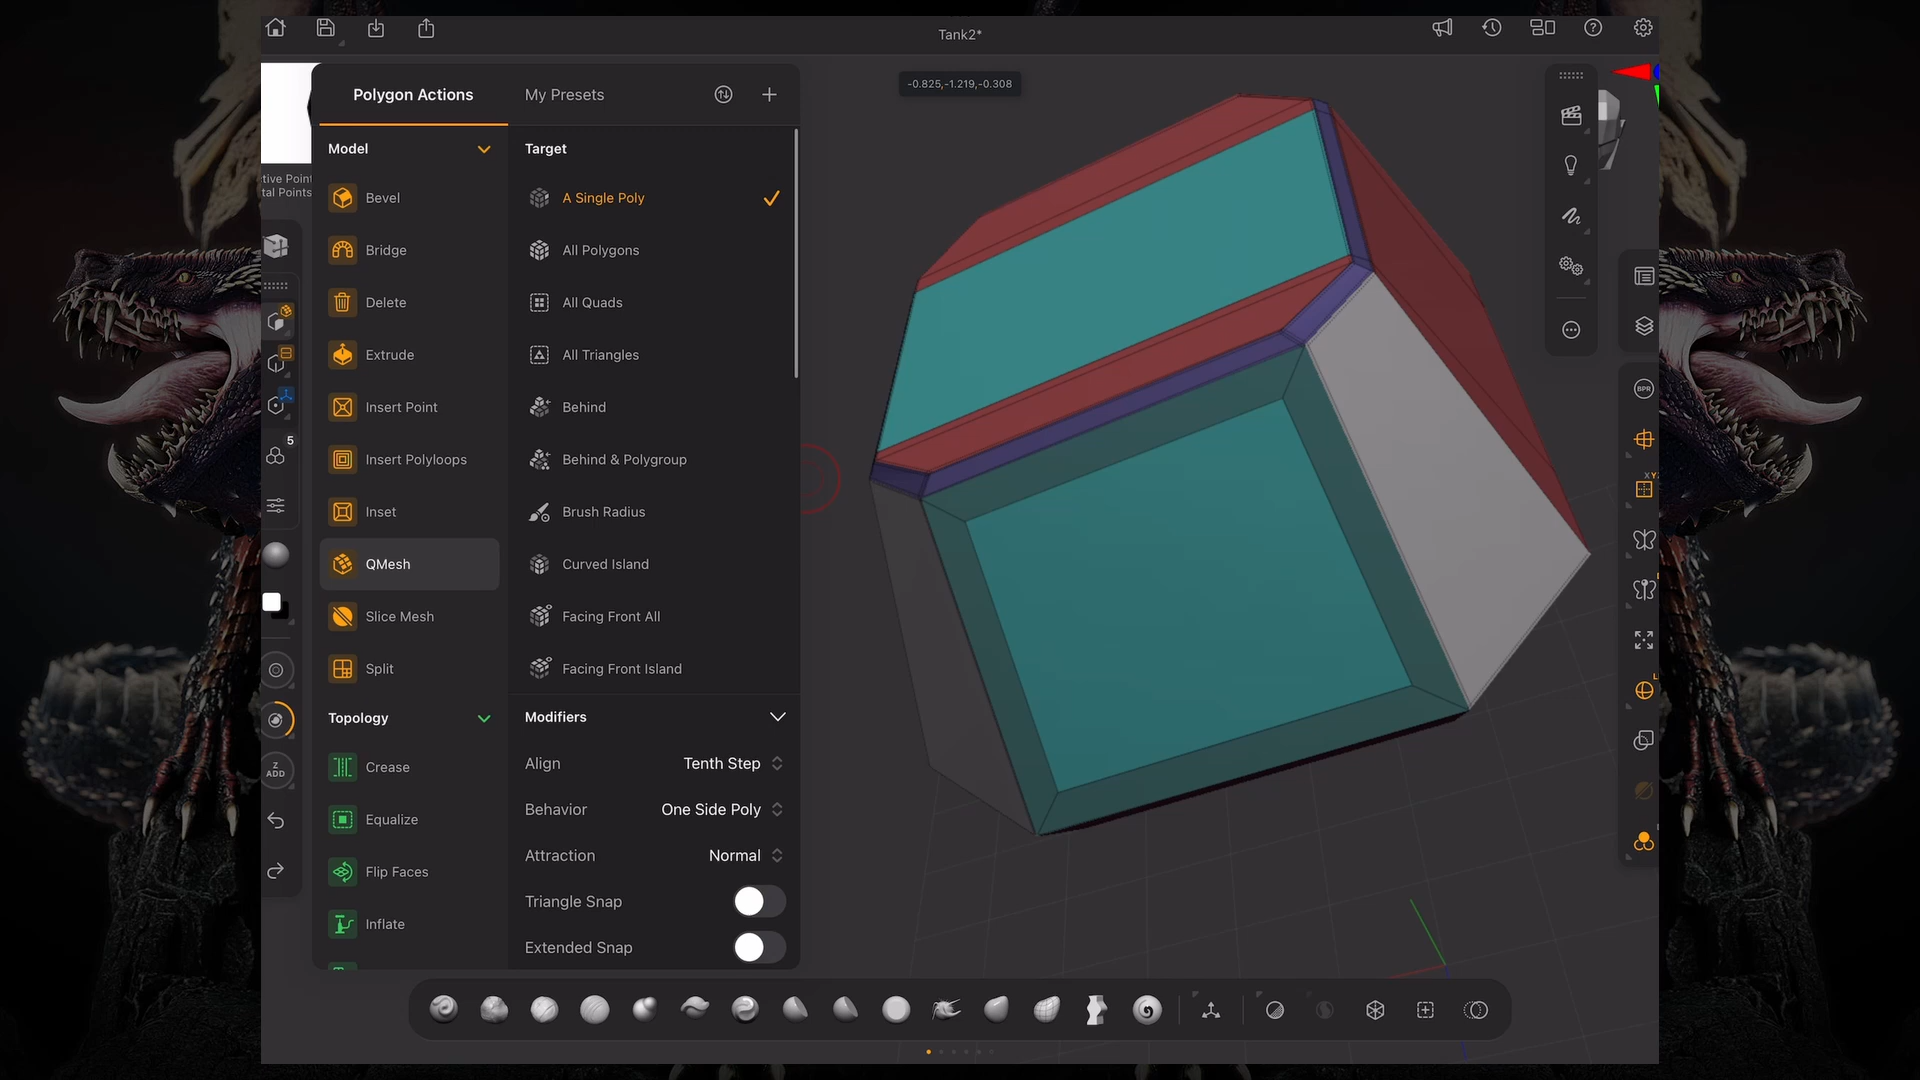 Tank2*
Polygon Actions
My Presets
-0.825,-1.219,-0.308
Model
Target
tive Point
tal Points
Bevel
A Single Poly
Bridge
All Polygons
Delete
All Quads
Extrude
All Triangles
Insert Point
Behind
5
Insert Polyloops
Behind & Polygroup
Inset
Brush Radius
QMesh
Curved Island
Slice Mesh
Facing Front All
Split
Facing Front Island
Topology
Modifiers
Crease
Align
Tenth Step
Z
ADD
Equalize
Behavior
One Side Poly
Flip Faces
Attraction
Normal
Inflate
Triangle Snap
Extended Snap
BPR
XY